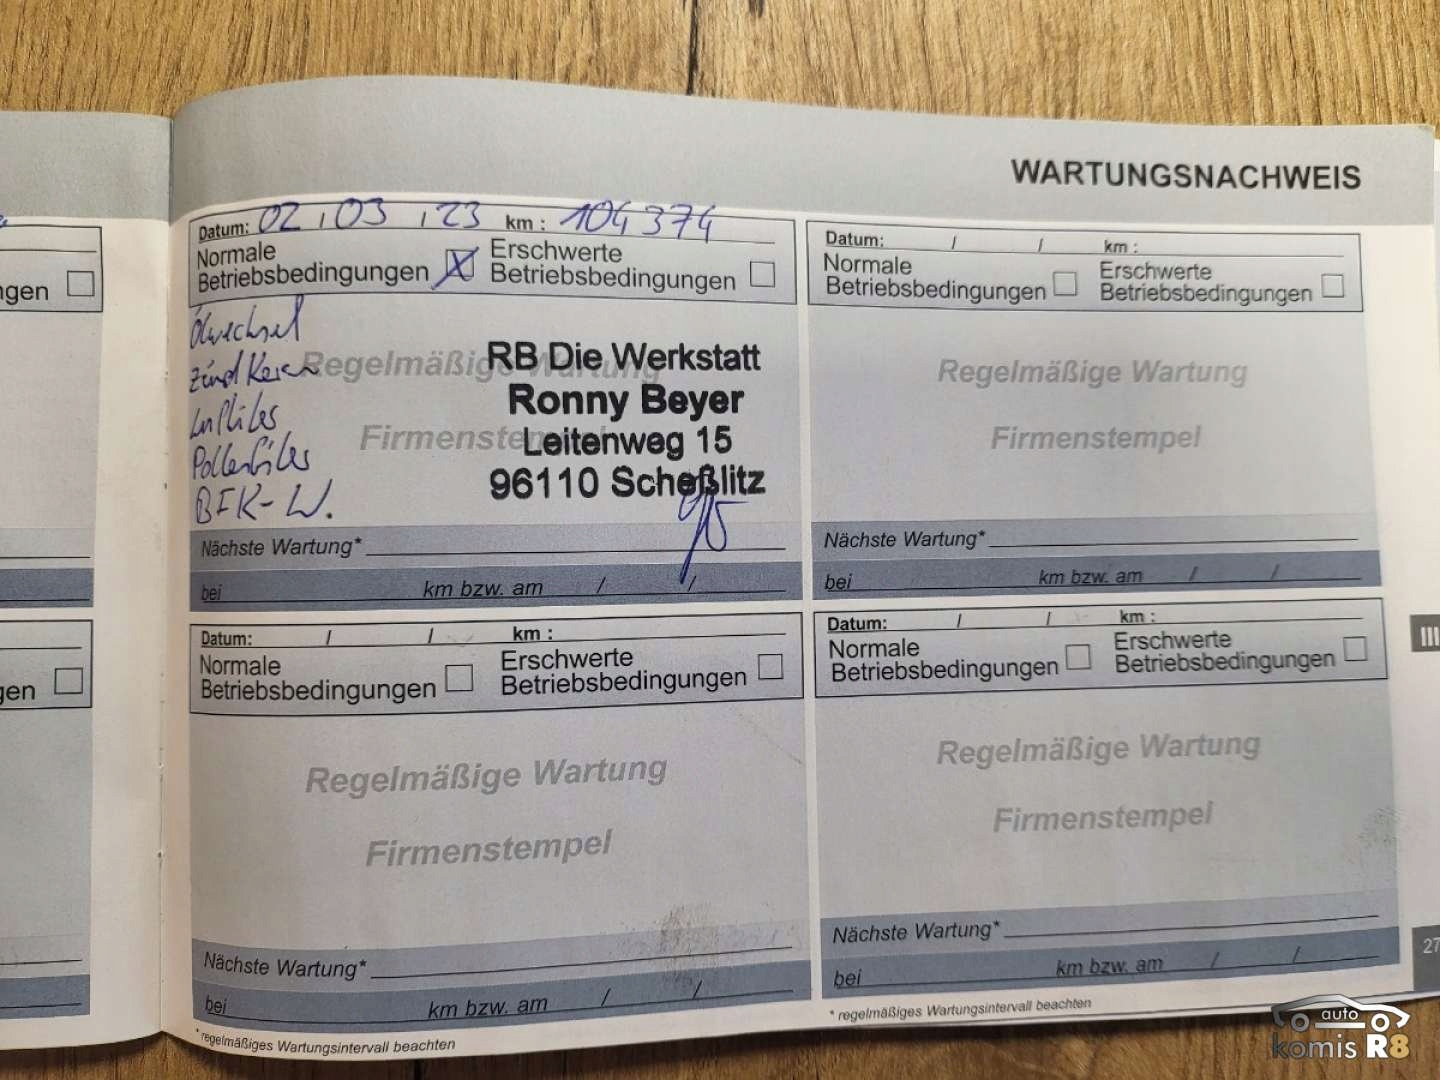 WARTUNGSNACHWEIS
Datum: 02 / 03 / 23 km : 104374
Normale
Betriebsbedingungen
Erschwerte
Betriebsbedingungen
Ölwechsel
Zündkerzen
Luftfilter
Pollenfilter
BFK-W.
Regelmäßige Wartung
Firmenstempel
RB Die Werkstatt
Ronny Beyer
Leitenweg 15
96110 Scheßlitz
Nächste Wartung*
bei km bzw. am / /
Datum: / / km :
Normale
Betriebsbedingungen
Erschwerte
Betriebsbedingungen
Regelmäßige Wartung
Firmenstempel
Nächste Wartung*
bei km bzw. am / /
Datum: / / km :
Normale
Betriebsbedingungen
Erschwerte
Betriebsbedingungen
Regelmäßige Wartung
Firmenstempel
Nächste Wartung*
bei km bzw. am / /
* regelmäßiges Wartungsintervall beachten
Datum: / / km :
Normale
Betriebsbedingungen
Erschwerte
Betriebsbedingungen
Regelmäßige Wartung
Firmenstempel
Nächste Wartung*
bei km bzw. am / /
* regelmäßiges Wartungsintervall beachten
ngen
gen
III
27
auto
komis R8